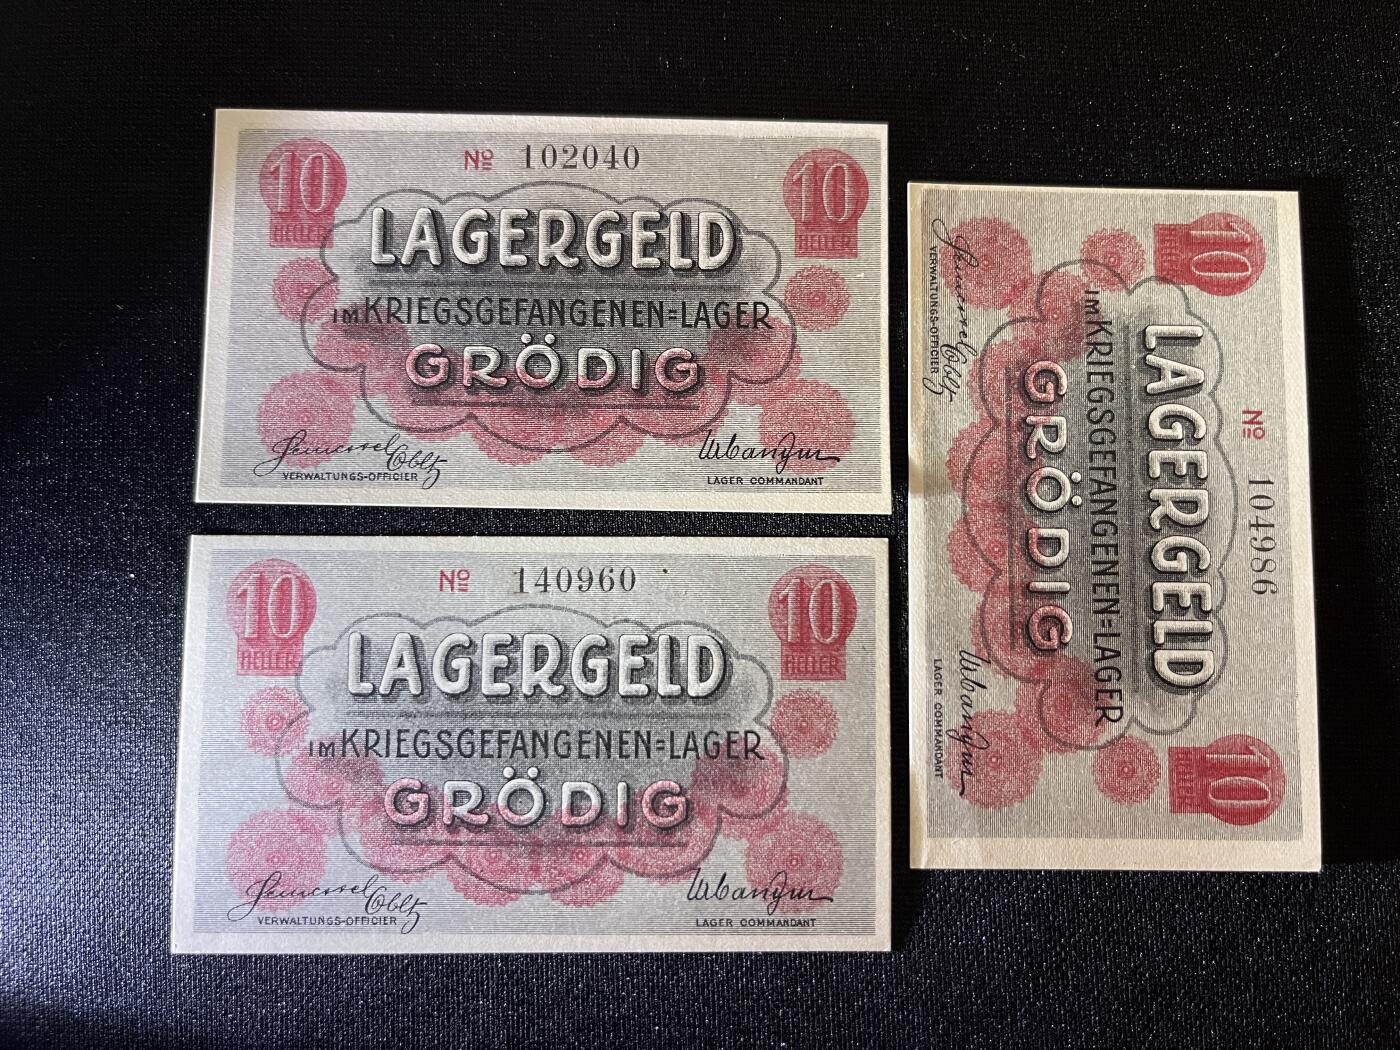 10 HELLER
No 102040
10 HELLER
LAGERGELD
IM KRIEGSGEFANGENEN=LAGER
GRÖDIG
VERWALTUNGS-OFFICIER
LAGER COMMANDANT
10 HELLER
No 140960
10 HELLER
LAGERGELD
IM KRIEGSGEFANGENEN=LAGER
GRÖDIG
VERWALTUNGS-OFFICIER
LAGER COMMANDANT
10 HELLER
No 104986
10 HELLER
LAGERGELD
IM KRIEGSGEFANGENEN=LAGER
GRÖDIG
VERWALTUNGS-OFFICIER
LAGER COMMANDANT